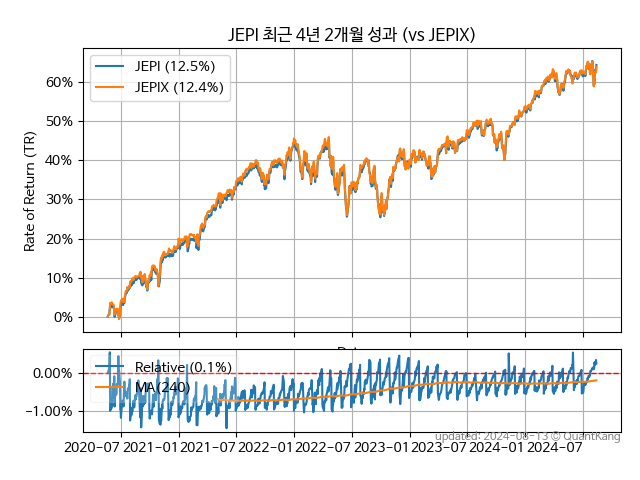 JEPI 최근 4년 2개월 성과 (vs JEPIX)
JEPI (12.5%)
JEPIX (12.4%)
Rate of Return (TR)
60%
50%
40%
30%
20%
10%
0%
Relative (0.1%)
MA(240)
0.00%
−1.00%
2020-07 2021-01 2021-07 2022-01 2022-07 2023-01 2023-07 2024-01 2024-07
updated: 2024-08-13 © QuantKang